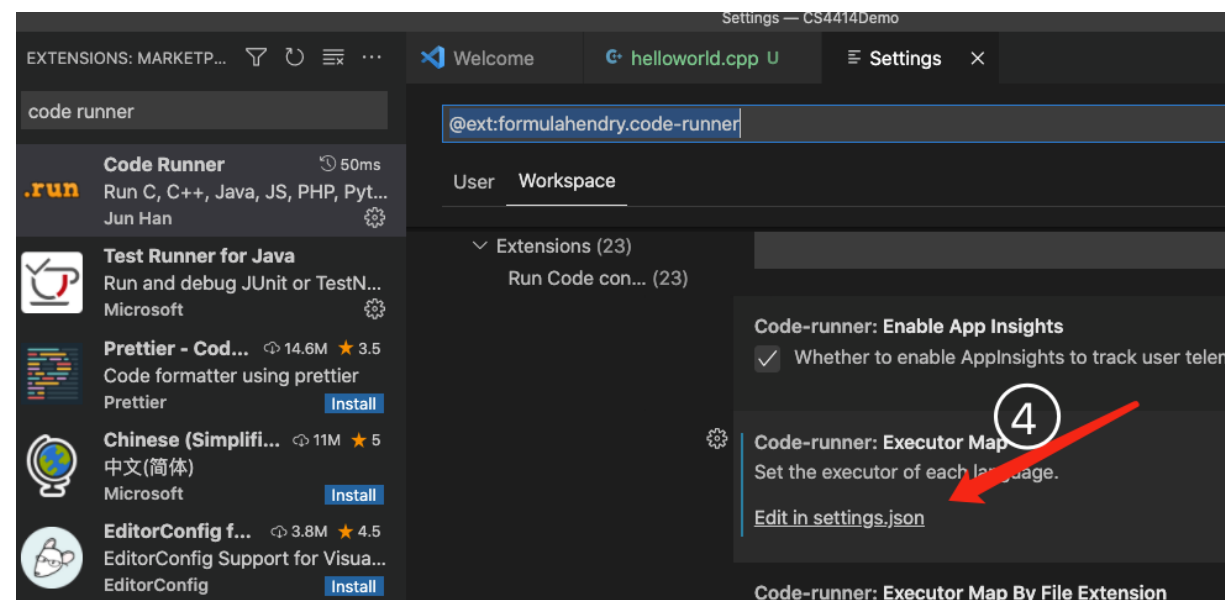 Settings — CS4414Demo
EXTENSIONS: MARKETP...
Welcome
helloworld.cpp U
Settings
code runner
@ext:formulahendry.code-runner
Code Runner 50ms
.run
Run C, C++, Java, JS, PHP, Pyt...
Jun Han
User Workspace
Test Runner for Java
Run and debug JUnit or TestN...
Microsoft
Extensions (23)
Run Code con... (23)
Prettier - Cod... 14.6M 3.5
Code formatter using prettier
Prettier Install
Code-runner: Enable App Insights
Whether to enable AppInsights to track user telem
4
Chinese (Simplifi... 11M 5
中文(简体)
Microsoft Install
Code-runner: Executor Map
Set the executor of each language.
Edit in settings.json
EditorConfig f... 3.8M 4.5
EditorConfig Support for Visua...
EditorConfig Install
Code-runner: Executor Map By File Extension